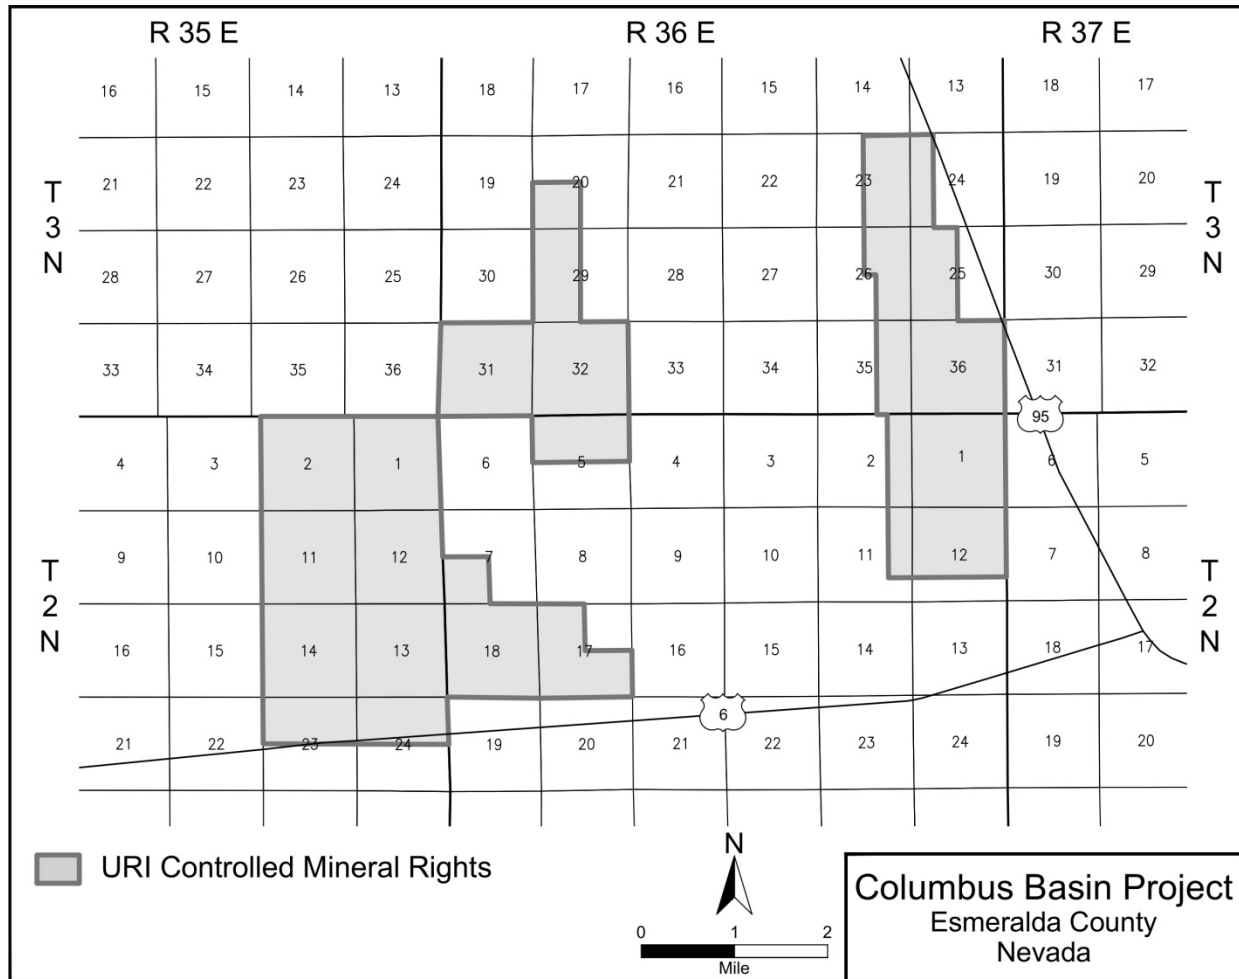 R 35 E R 36 E R 37 E
16 15 14 13 18 17 16 15 14 13 18 17
T 3 N
21 22 23 24 19 20 21 22 23 24 19 20
T 3 N
28 27 26 25 30 29 28 27 26 25 30 29
33 34 35 36 31 32 33 34 35 36 31 32
95
4 3 2 1 6 5 4 3 2 1 6 5
T 2 N
9 10 11 12 7 8 9 10 11 12 7 8
T 2 N
16 15 14 13 18 17 16 15 14 13 18 17
6
21 22 23 24 19 20 21 22 23 24 19 20
URI Controlled Mineral Rights
N
0 1 2
Mile
Columbus Basin Project
Esmeralda County
Nevada